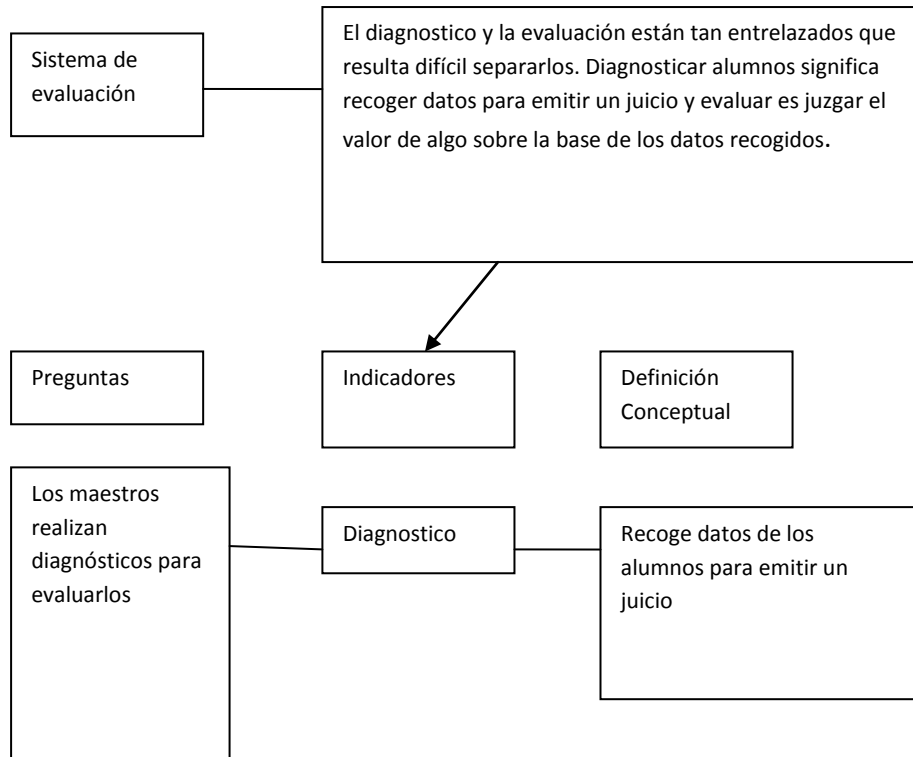 Sistema de
evaluación
El diagnostico y la evaluación están tan entrelazados que
resulta difícil separarlos. Diagnosticar alumnos significa
recoger datos para emitir un juicio y evaluar es juzgar el
valor de algo sobre la base de los datos recogidos.
Preguntas
Indicadores
Definición
Conceptual
Los maestros
realizan
diagnósticos para
evaluarlos
Diagnostico
Recoge datos de los
alumnos para emitir un
juicio